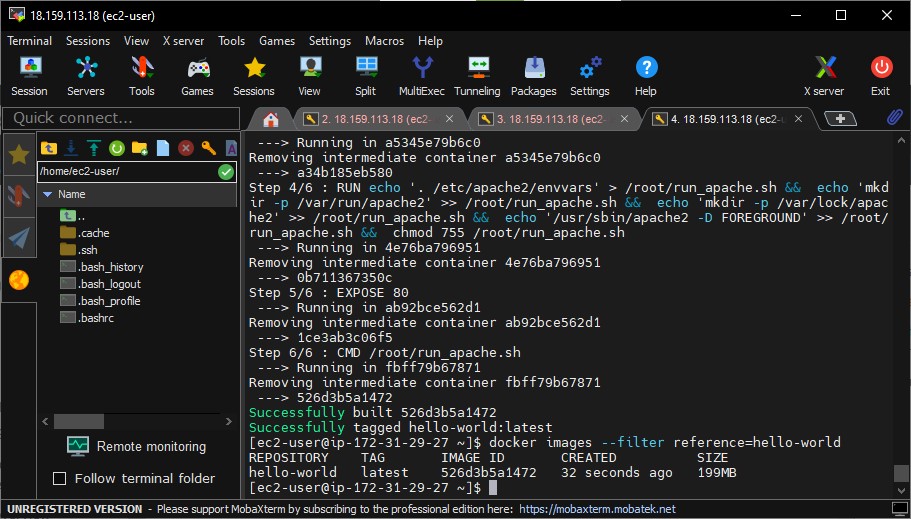 18.159.113.18 (ec2-user)
Terminal Sessions View X server Tools Games Settings Macros Help
Session Servers Tools Games Sessions View Split MultiExec Tunneling Packages Settings Help X server Exit
Quick connect...
2. 18.159.113.18 (ec2-
3. 18.159.113.18 (ec2-
4. 18.159.113.18 (ec2-u
/home/ec2-user/
Name
..
.cache
.ssh
.bash_history
.bash_logout
.bash_profile
.bashrc
Remote monitoring
Follow terminal folder
---> Running in a5345e79b6c0
Removing intermediate container a5345e79b6c0
---> a34b185eb580
Step 4/6 : RUN echo '. /etc/apache2/envvars' > /root/run_apache.sh &&  echo 'mkd
ir -p /var/run/apache2' >> /root/run_apache.sh &&  echo 'mkdir -p /var/lock/apac
he2' >> /root/run_apache.sh &&  echo '/usr/sbin/apache2 -D FOREGROUND' >> /root/
run_apache.sh &&  chmod 755 /root/run_apache.sh
---> Running in 4e76ba796951
Removing intermediate container 4e76ba796951
---> 0b711367350c
Step 5/6 : EXPOSE 80
---> Running in ab92bce562d1
Removing intermediate container ab92bce562d1
---> 1ce3ab3c06f5
Step 6/6 : CMD /root/run_apache.sh
---> Running in fbff79b67871
Removing intermediate container fbff79b67871
---> 526d3b5a1472
Successfully built 526d3b5a1472
Successfully tagged hello-world:latest
[ec2-user@ip-172-31-29-27 ~]$ docker images --filter reference=hello-world
REPOSITORY TAG IMAGE ID CREATED SIZE
hello-world latest 526d3b5a1472 32 seconds ago 199MB
[ec2-user@ip-172-31-29-27 ~]$
UNREGISTERED VERSION - Please support MobaXterm by subscribing to the professional edition here: https://mobaxterm.mobatek.net